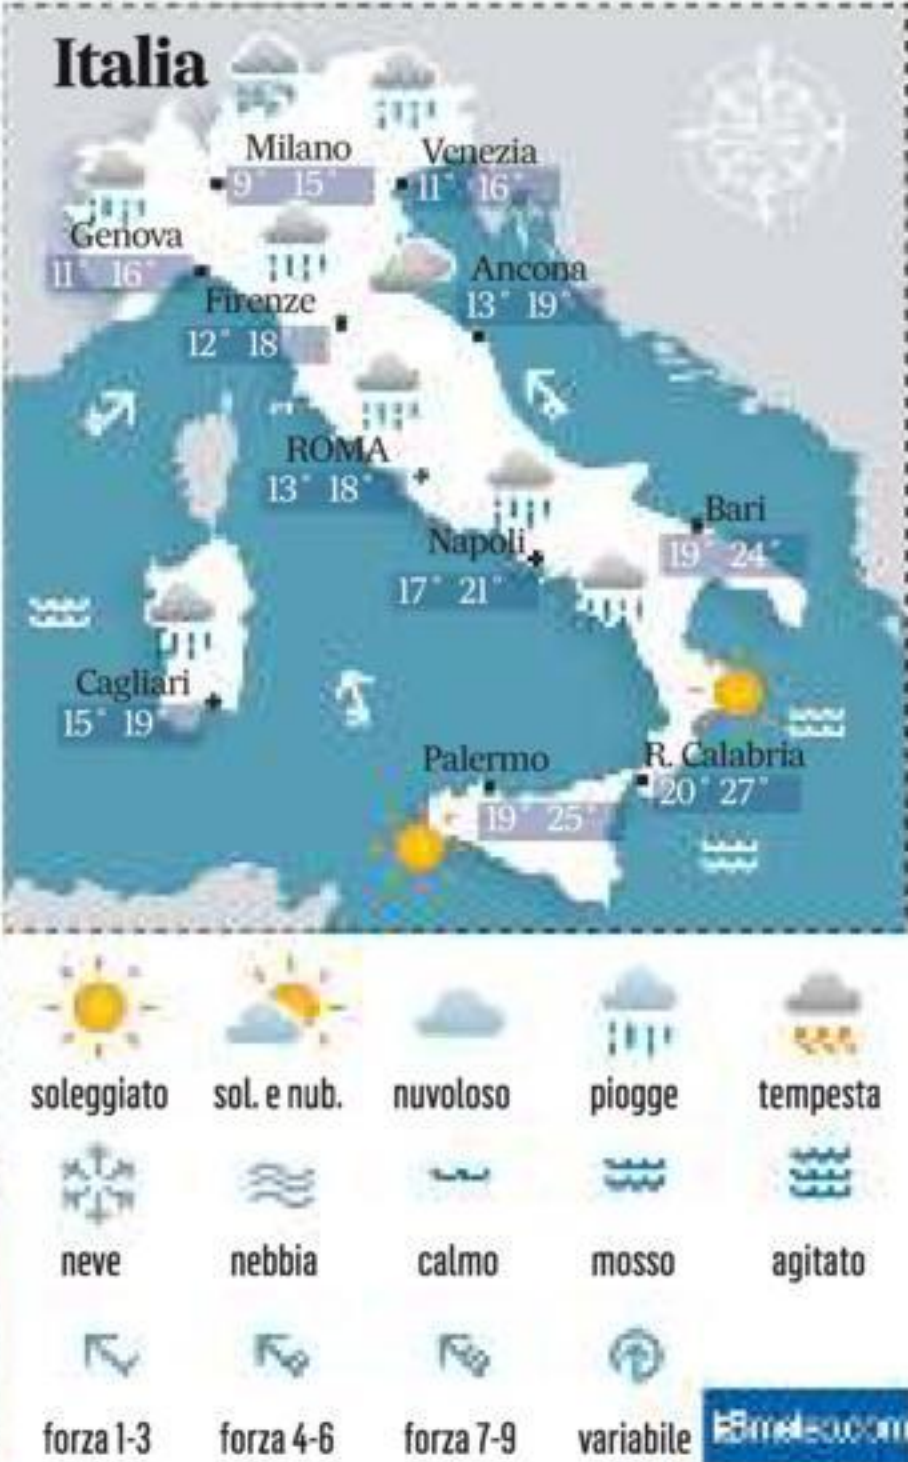 Italia
Milano
9° 15°
Venezia
11° 16°
Genova
11° 16°
Ancona
13° 19°
Firenze
12° 18
ROMA
13° 18°
Bari
19° 24°
Napoli
17° 21°
Cagliari
15° 19°
Palermo
19° 25°
R. Calabria
20° 27°
soleggiato sol. e nub. nuvoloso piogge tempesta
neve nebbia calmo mosso agitato
forza 1-3 forza 4-6 forza 7-9 variabile